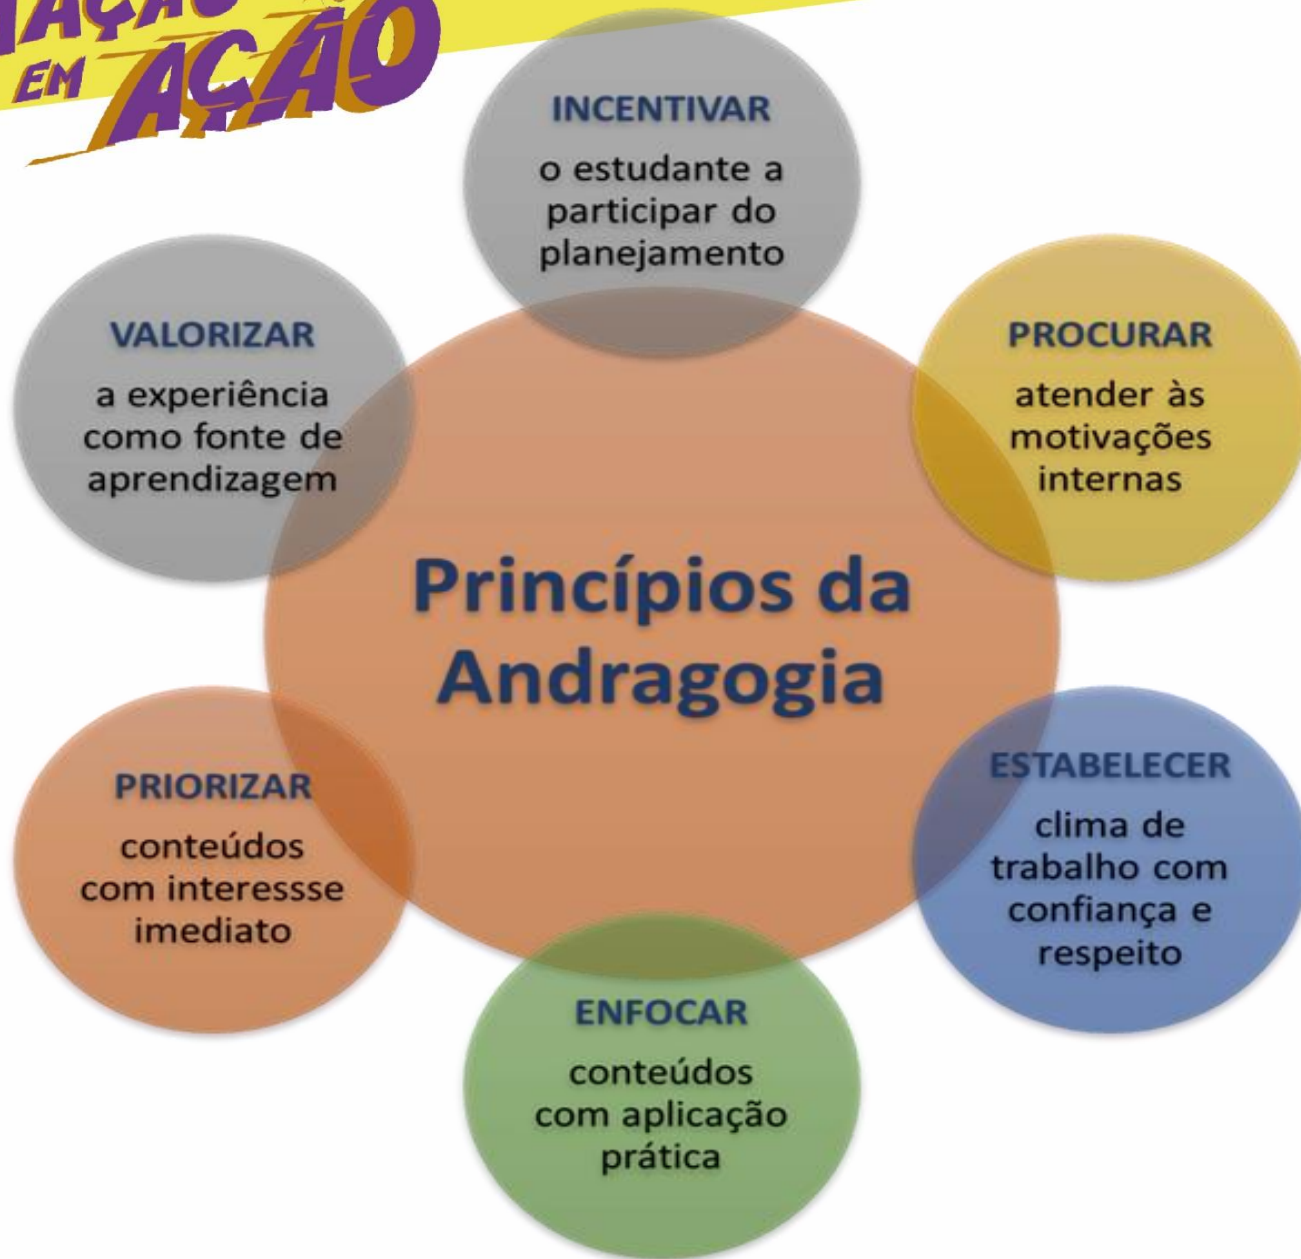 EM AÇÃO
INCENTIVAR
o estudante a
participar do
planejamento
PROCURAR
atender às
motivações
internas
ESTABELECER
clima de
trabalho com
confiança e
respeito
ENFOCAR
conteúdos
com aplicação
prática
PRIORIZAR
conteúdos
com interessse
imediato
VALORIZAR
a experiência
como fonte de
aprendizagem
Princípios da
Andragogia